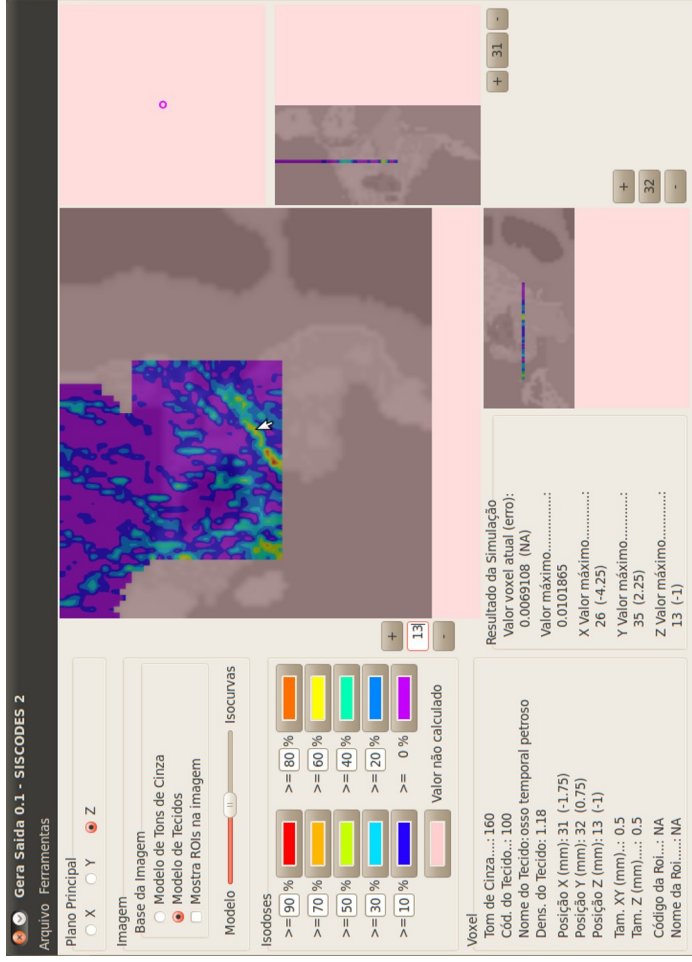 Gera Saida 0.1 - SISCODES 2
Arquivo Ferramentas
Plano Principal
X Y Z
Imagem
Base da Imagem
Modelo de Tons de Cinza
Modelo de Tecidos
Mostra ROIs na imagem
Modelo Isocurvas
Isodoses
>= 90 % >= 80 %
>= 70 % >= 60 %
>= 50 % >= 40 %
>= 30 % >= 20 %
>= 10 % >= 0 %
Valor não calculado
Voxel
Tom de Cinza....: 160
Cód. do Tecido..: 100
Nome do Tecido: osso temporal petroso
Dens. do Tecido: 1.18
Posição X (mm): 31 (-1.75)
Posição Y (mm): 32 (0.75)
Posição Z (mm): 13 (-1)
Tam. XY (mm)..: 0.5
Tam. Z (mm)....: 0.5
Código da Roi...: NA
Nome da Roi....: NA
+
13
-
Resultado da Simulação
Valor voxel atual (erro):
0.0069108 (NA)
Valor máximo...............:
0.0101865
X Valor máximo............:
26 (-4.25)
Y Valor máximo............:
35 (2.25)
Z Valor máximo............:
13 (-1)
+
32
-
+ 31 -